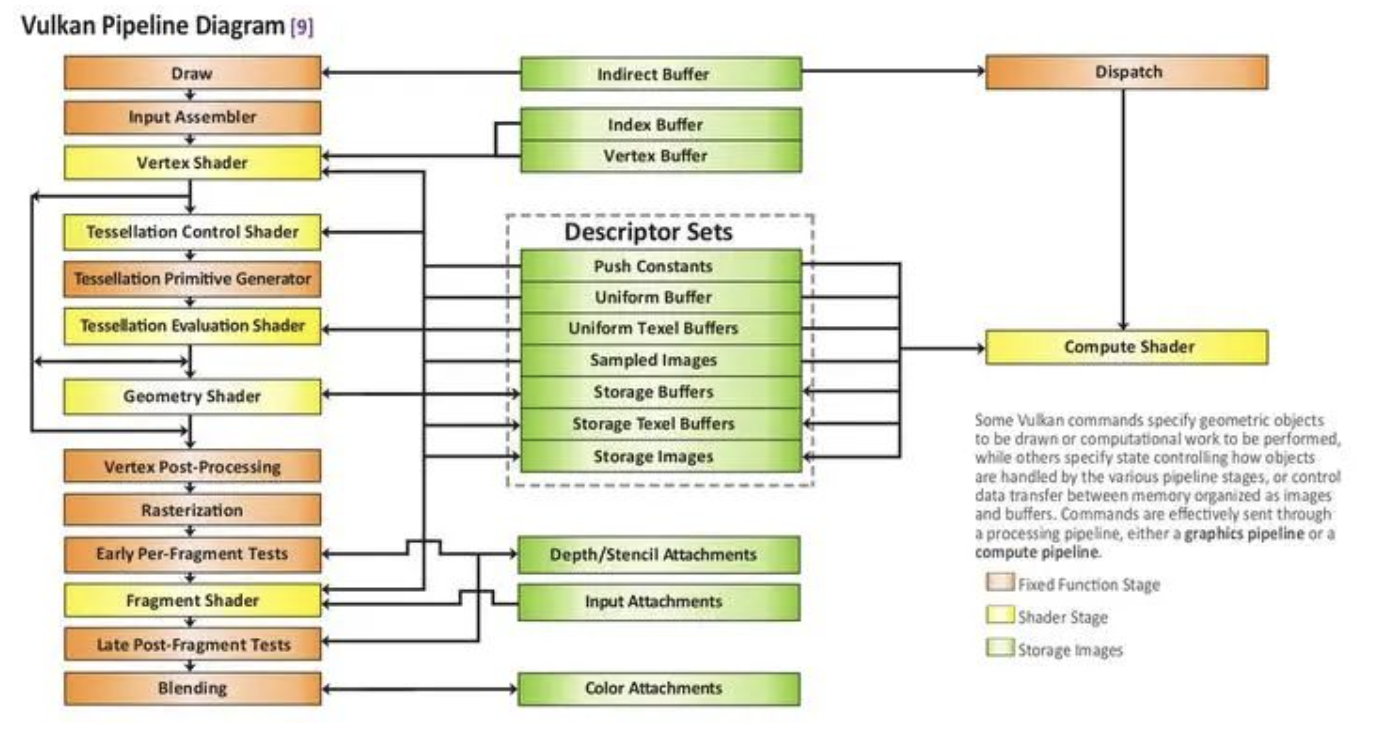 Vulkan Pipeline Diagram [9]
Draw
Input Assembler
Vertex Shader
Tessellation Control Shader
Tessellation Primitive Generator
Tessellation Evaluation Shader
Geometry Shader
Vertex Post-Processing
Rasterization
Early Per-Fragment Tests
Fragment Shader
Late Post-Fragment Tests
Blending
Indirect Buffer
Index Buffer
Vertex Buffer
Descriptor Sets
Push Constants
Uniform Buffer
Uniform Texel Buffers
Sampled Images
Storage Buffers
Storage Texel Buffers
Storage Images
Depth/Stencil Attachments
Input Attachments
Color Attachments
Dispatch
Compute Shader
Some Vulkan commands specify geometric objects
to be drawn or computational work to be performed,
while others specify state controlling how objects
are handled by the various pipeline stages, or control
data transfer between memory organized as images
and buffers. Commands are effectively sent through
a processing pipeline, either a graphics pipeline or a
compute pipeline.
Fixed Function Stage
Shader Stage
Storage Images